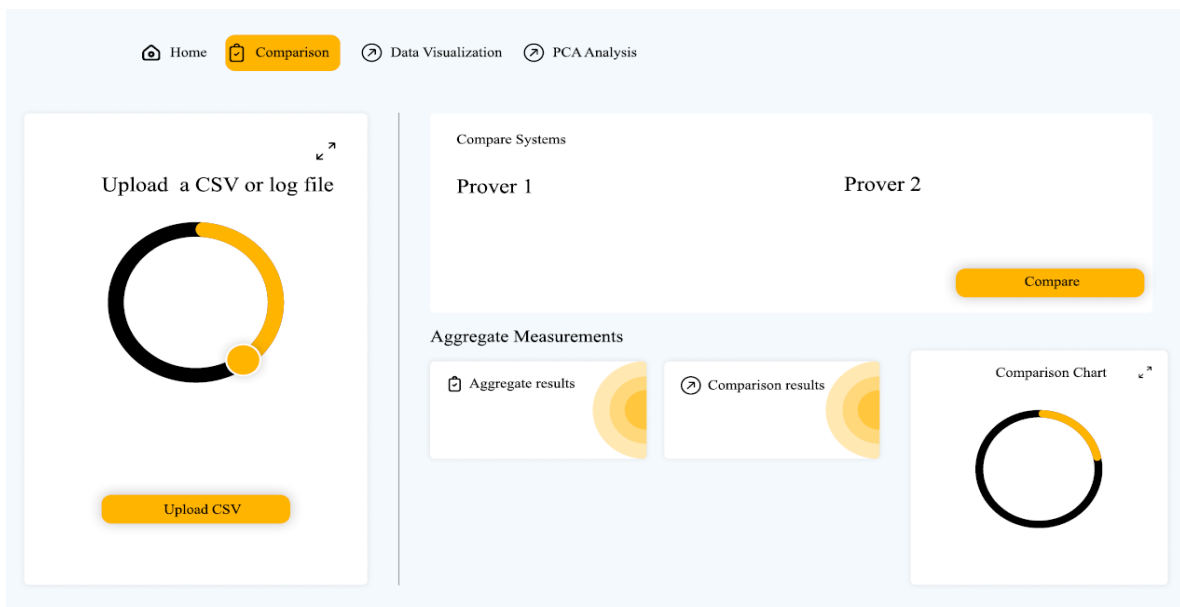 Home
Comparison
Data Visualization
PCA Analysis
Upload a CSV or log file
Upload CSV
Compare Systems
Prover 1
Prover 2
Compare
Aggregate Measurements
Aggregate results
Comparison results
Comparison Chart